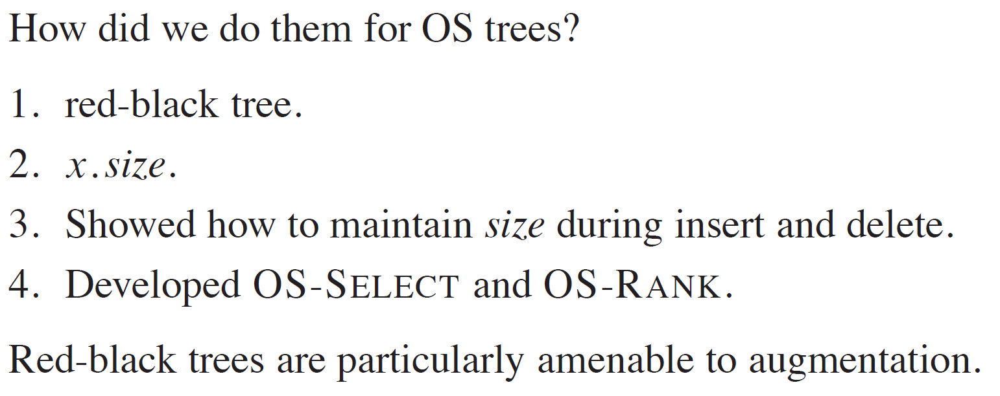 How did we do them for OS trees?
1. red-black tree.
2. x.size.
3. Showed how to maintain size during insert and delete.
4. Developed OS-SELECT and OS-RANK.
Red-black trees are particularly amenable to augmentation.